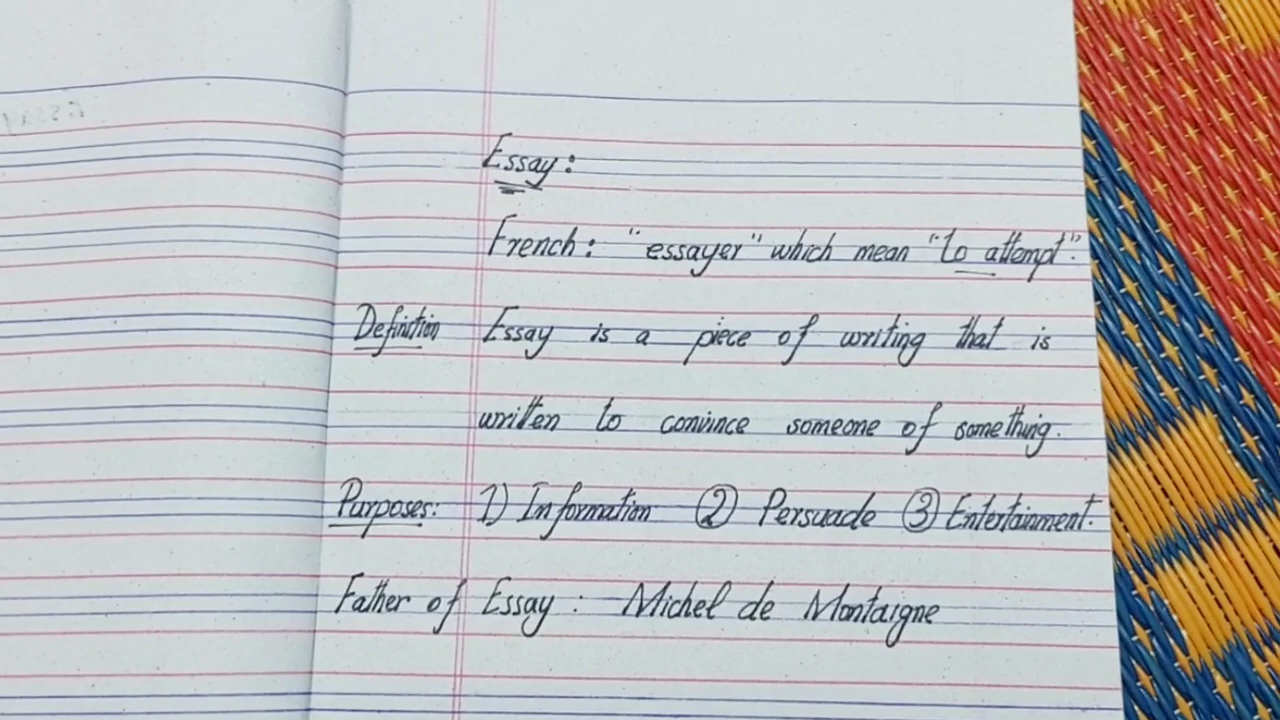 Essay:
French: "essayer" which mean "to attempt".
Definition Essay is a piece of writing that is
written to convince someone of something.
Purposes: 1) Information ② Persuade ③ Entertainment.
Father of Essay: Michel de Montaigne